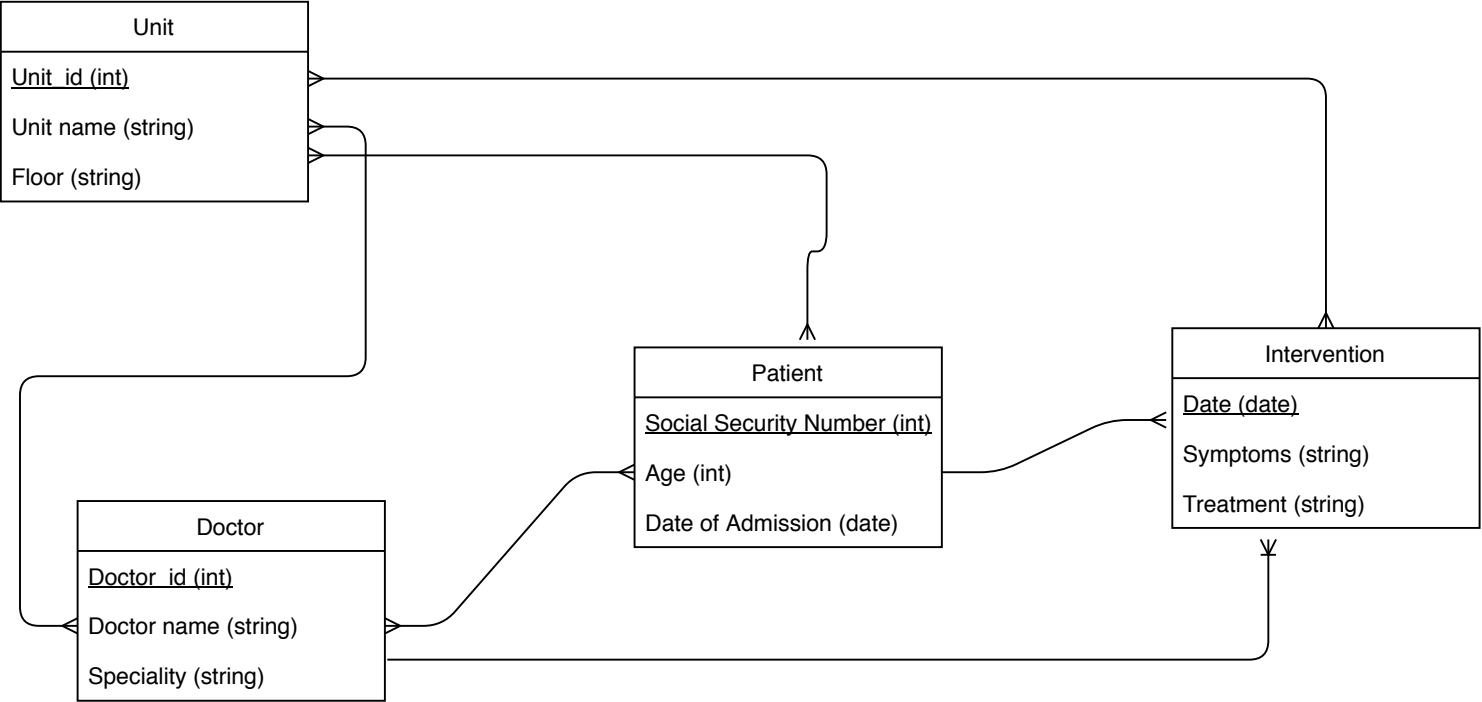 Unit
Unit_id (int)
Unit name (string)
Floor (string)
Patient
Social Security Number (int)
Age (int)
Date of Admission (date)
Intervention
Date (date)
Symptoms (string)
Treatment (string)
Doctor
Doctor_id (int)
Doctor name (string)
Speciality (string)